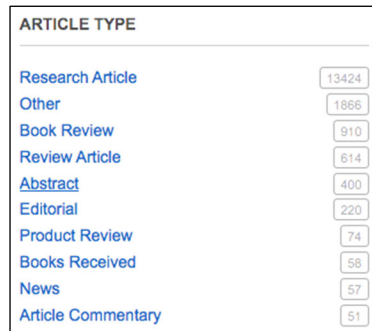 ARTICLE TYPE
Research Article 13424
Other 1866
Book Review 910
Review Article 614
Abstract 400
Editorial 220
Product Review 74
Books Received 58
News 57
Article Commentary 51